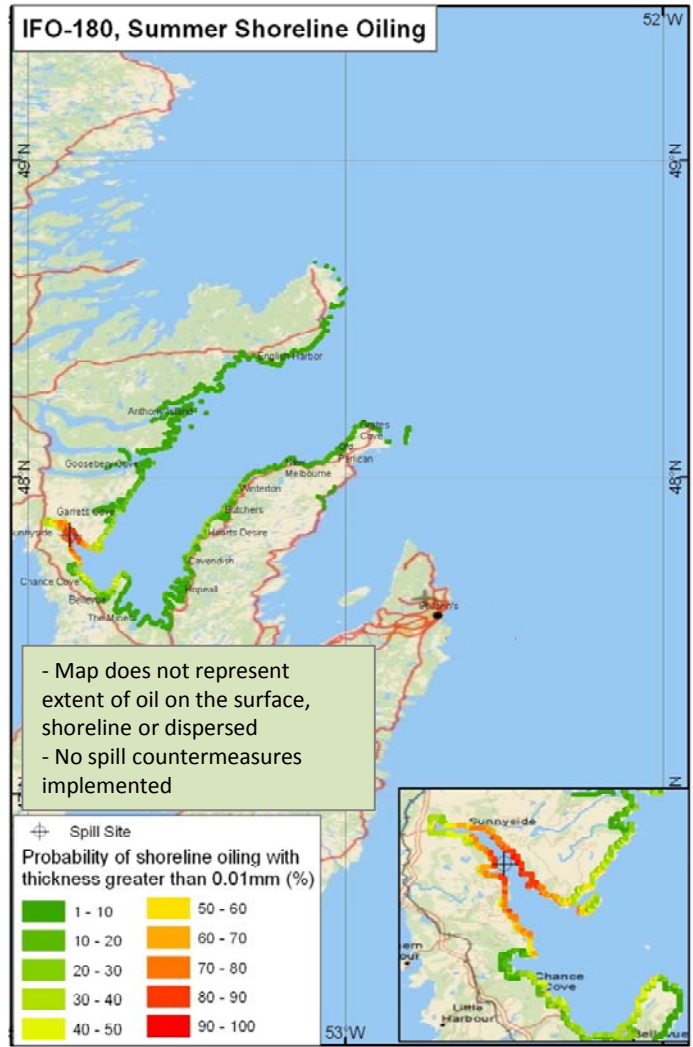 IFO-180, Summer Shoreline Oiling
52°W
49°N
49°N
English Harbor
Anthony Island
Grates
Cove
Old
Perlican
Gooseberry Cove
48°N
48°N
New
Melbourne
Winterton
Garrets Cove
Butchers
Sunnyside
Hearts Desire
Cavendish
Chance Cove
Hopeall
Bellevue
The Mines
- Map does not represent
extent of oil on the surface,
shoreline or dispersed
- No spill countermeasures
implemented
Spill Site
Probability of shoreline oiling with
thickness greater than 0.01mm (%)
1 - 10
50 - 60
10 - 20
60 - 70
20 - 30
70 - 80
30 - 40
80 - 90
40 - 50
90 - 100
53°W
Sunnyside
Chance
Cove
Little
Harbour
Bellevue